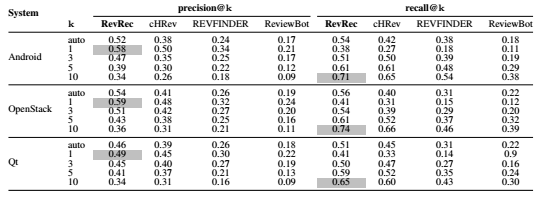 System precision@k recall@k
k RevRec cHRev REVFINDER ReviewBot RevRec cHRev REVFINDER ReviewBot
auto 0.52 0.38 0.24 0.17 0.54 0.42 0.38 0.18
1 0.58 0.50 0.34 0.21 0.38 0.27 0.18 0.11
Android 3 0.47 0.35 0.25 0.17 0.51 0.50 0.39 0.19
5 0.39 0.30 0.22 0.12 0.61 0.61 0.48 0.29
10 0.34 0.26 0.18 0.09 0.71 0.65 0.54 0.38
auto 0.54 0.41 0.26 0.19 0.56 0.40 0.31 0.22
1 0.59 0.48 0.32 0.24 0.41 0.31 0.15 0.12
OpenStack 3 0.51 0.42 0.27 0.20 0.54 0.39 0.29 0.20
5 0.43 0.38 0.25 0.16 0.61 0.52 0.37 0.32
10 0.36 0.31 0.21 0.11 0.74 0.66 0.46 0.39
auto 0.46 0.39 0.26 0.18 0.51 0.45 0.31 0.22
1 0.49 0.45 0.30 0.22 0.41 0.33 0.14 0.9
Qt 3 0.45 0.40 0.27 0.19 0.50 0.47 0.27 0.16
5 0.41 0.37 0.21 0.13 0.59 0.52 0.35 0.24
10 0.34 0.31 0.16 0.09 0.65 0.60 0.43 0.30